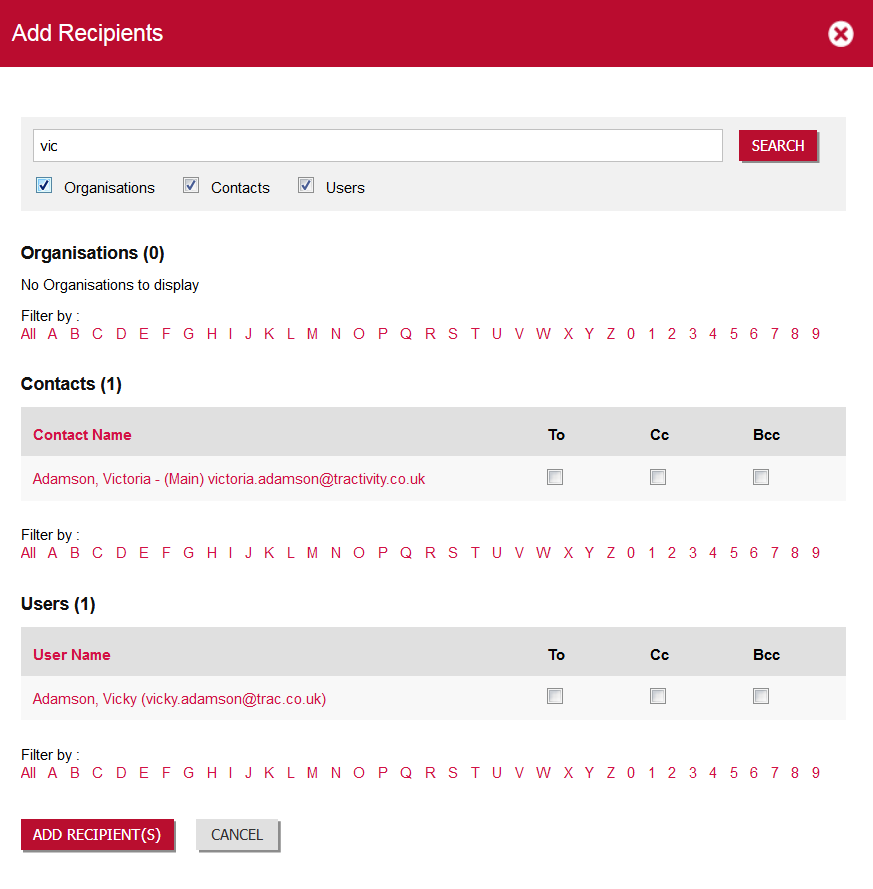 Add Recipients
vic
SEARCH
Organisations Contacts Users
Organisations (0)
No Organisations to display
Filter by :
All A B C D E F G H I J K L M N O P Q R S T U V W X Y Z 0 1 2 3 4 5 6 7 8 9
Contacts (1)
Contact Name To Cc Bcc
Adamson, Victoria - (Main) victoria.adamson@tractivity.co.uk
Filter by :
All A B C D E F G H I J K L M N O P Q R S T U V W X Y Z 0 1 2 3 4 5 6 7 8 9
Users (1)
User Name To Cc Bcc
Adamson, Vicky (vicky.adamson@trac.co.uk)
Filter by :
All A B C D E F G H I J K L M N O P Q R S T U V W X Y Z 0 1 2 3 4 5 6 7 8 9
ADD RECIPIENT(S) CANCEL